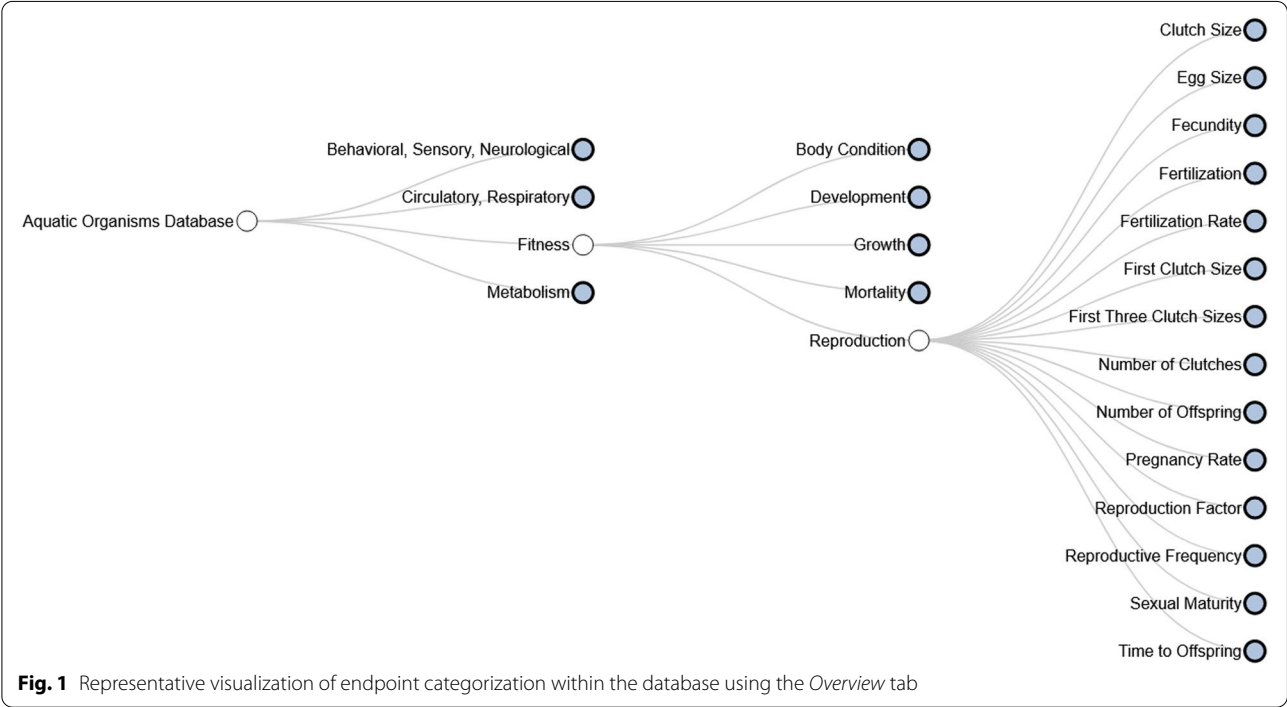 Aquatic Organisms Database
Behavioral, Sensory, Neurological
Circulatory, Respiratory
Fitness
Metabolism
Body Condition
Development
Growth
Mortality
Reproduction
Clutch Size
Egg Size
Fecundity
Fertilization
Fertilization Rate
First Clutch Size
First Three Clutch Sizes
Number of Clutches
Number of Offspring
Pregnancy Rate
Reproduction Factor
Reproductive Frequency
Sexual Maturity
Time to Offspring
Fig. 1 Representative visualization of endpoint categorization within the database using the Overview tab